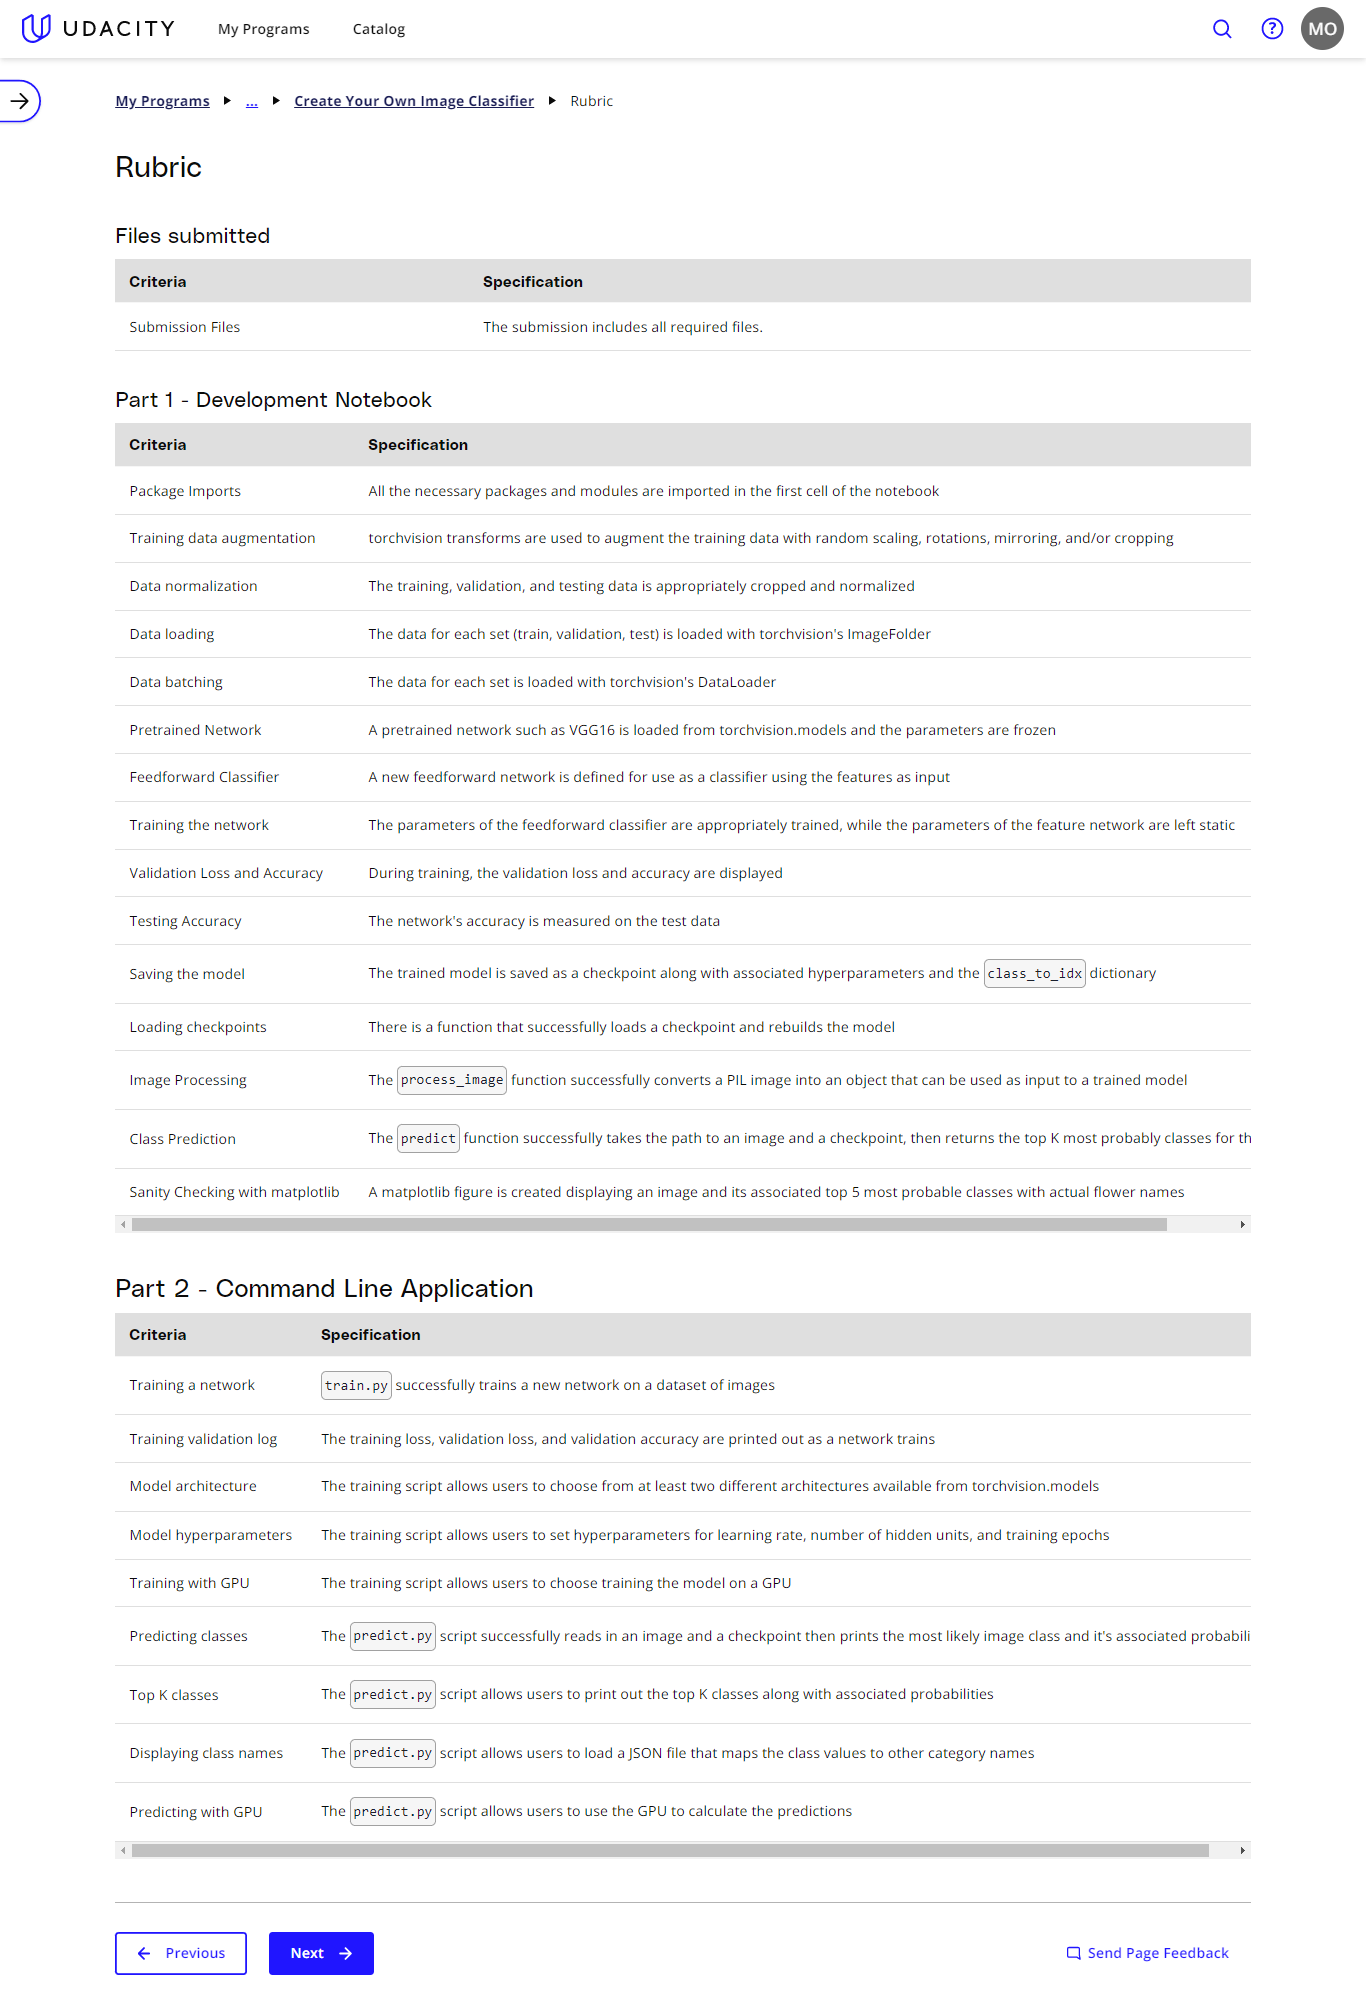 UDACITY My Programs Catalog ? MO
My Programs ... Create Your Own Image Classifier Rubric
Rubric
Files submitted
Criteria Specification
Submission Files The submission includes all required files.
Part 1 - Development Notebook
Criteria Specification
Package Imports All the necessary packages and modules are imported in the first cell of the notebook
Training data augmentation torchvision transforms are used to augment the training data with random scaling, rotations, mirroring, and/or cropping
Data normalization The training, validation, and testing data is appropriately cropped and normalized
Data loading The data for each set (train, validation, test) is loaded with torchvision's ImageFolder
Data batching The data for each set is loaded with torchvision's DataLoader
Pretrained Network A pretrained network such as VGG16 is loaded from torchvision.models and the parameters are frozen
Feedforward Classifier A new feedforward network is defined for use as a classifier using the features as input
Training the network The parameters of the feedforward classifier are appropriately trained, while the parameters of the feature network are left static
Validation Loss and Accuracy During training, the validation loss and accuracy are displayed
Testing Accuracy The network's accuracy is measured on the test data
Saving the model The trained model is saved as a checkpoint along with associated hyperparameters and the class_to_idx dictionary
Loading checkpoints There is a function that successfully loads a checkpoint and rebuilds the model
Image Processing The process_image function successfully converts a PIL image into an object that can be used as input to a trained model
Class Prediction The predict function successfully takes the path to an image and a checkpoint, then returns the top K most probably classes for th
Sanity Checking with matplotlib A matplotlib figure is created displaying an image and its associated top 5 most probable classes with actual flower names
Part 2 - Command Line Application
Criteria Specification
Training a network train.py successfully trains a new network on a dataset of images
Training validation log The training loss, validation loss, and validation accuracy are printed out as a network trains
Model architecture The training script allows users to choose from at least two different architectures available from torchvision.models
Model hyperparameters The training script allows users to set hyperparameters for learning rate, number of hidden units, and training epochs
Training with GPU The training script allows users to choose training the model on a GPU
Predicting classes The predict.py script successfully reads in an image and a checkpoint then prints the most likely image class and it's associated probabili
Top K classes The predict.py script allows users to print out the top K classes along with associated probabilities
Displaying class names The predict.py script allows users to load a JSON file that maps the class values to other category names
Predicting with GPU The predict.py script allows users to use the GPU to calculate the predictions
Previous Next Send Page Feedback